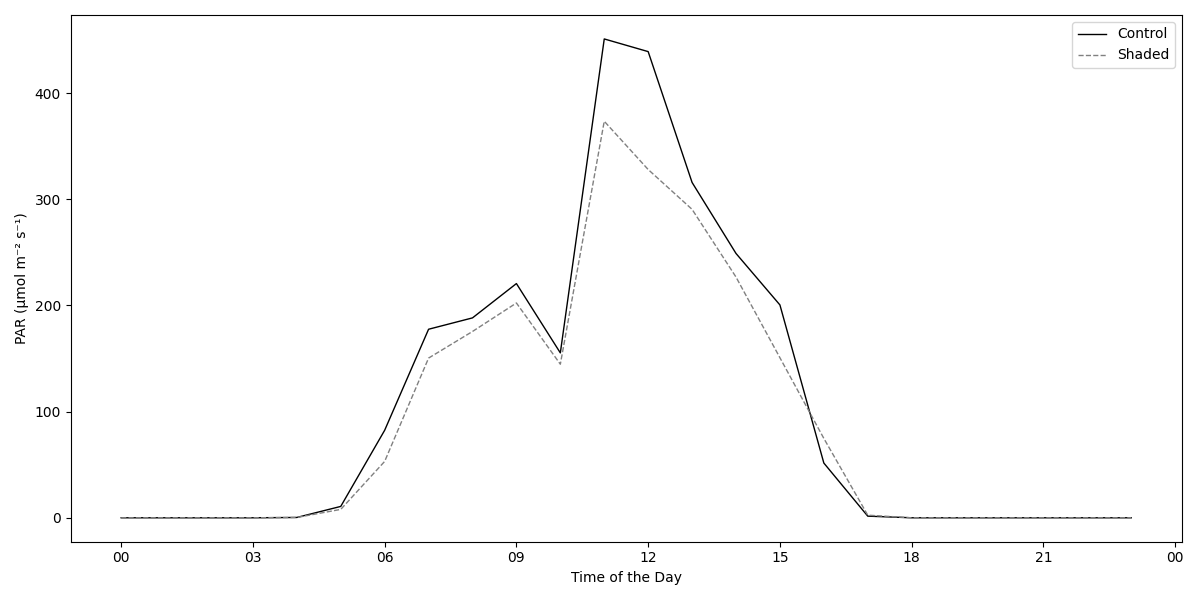 Control
Shaded
400
300
200
100
0
PAR (μmol m⁻² s⁻¹)
00 03 06 09 12 15 18 21 00
Time of the Day